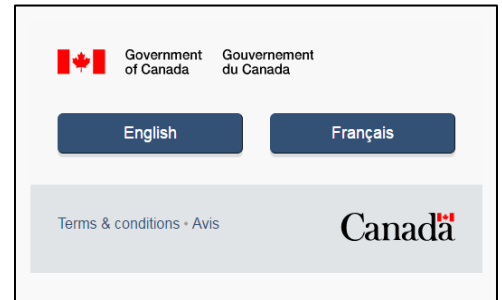 Government Gouvernement
of Canada du Canada
English Français
Terms & conditions • Avis
Canada